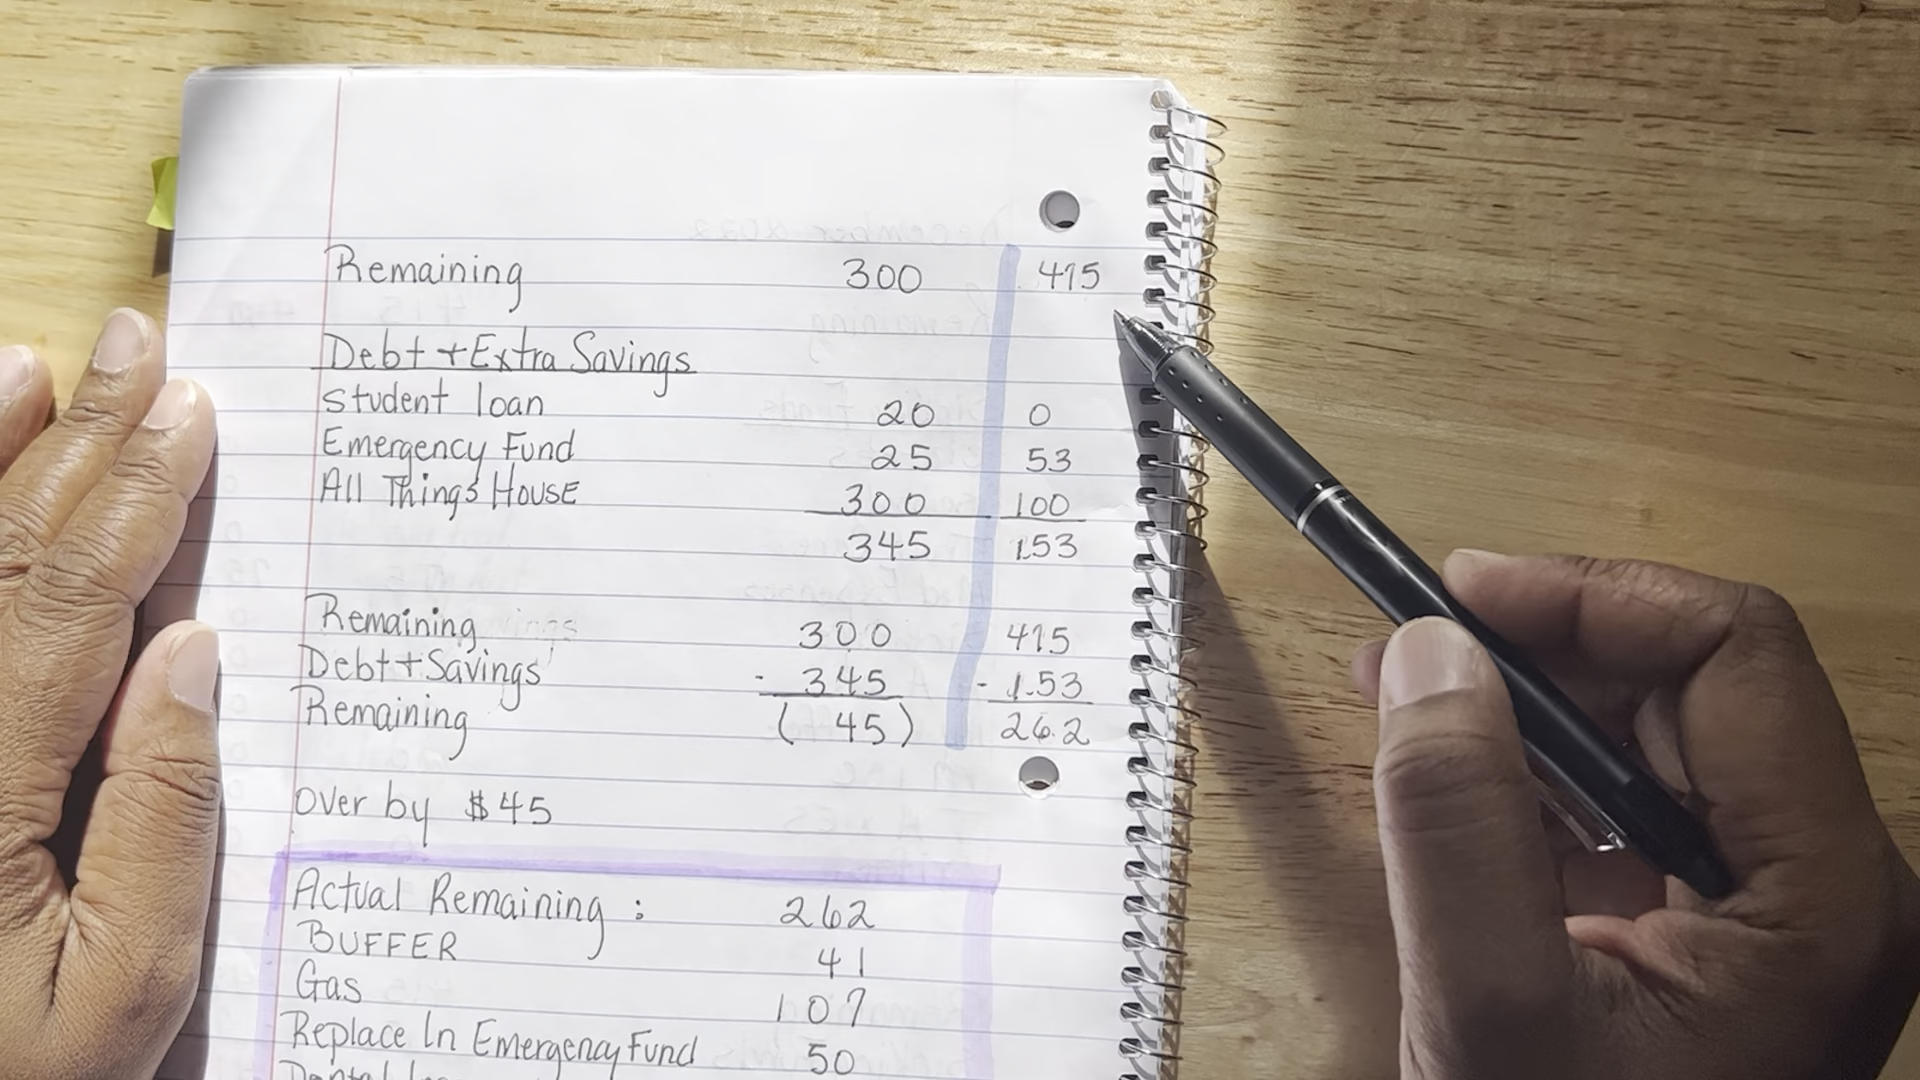 Remaining 300 415
Debt + Extra Savings
Student loan 20 0
Emergency Fund 25 53
All Things House 300 100
345 153
Remaining 300 415
Debt + Savings - 345 - 153
Remaining (45) 262
over by $45
Actual Remaining : 262
BUFFER 41
Gas 107
Replace In Emergency Fund 50